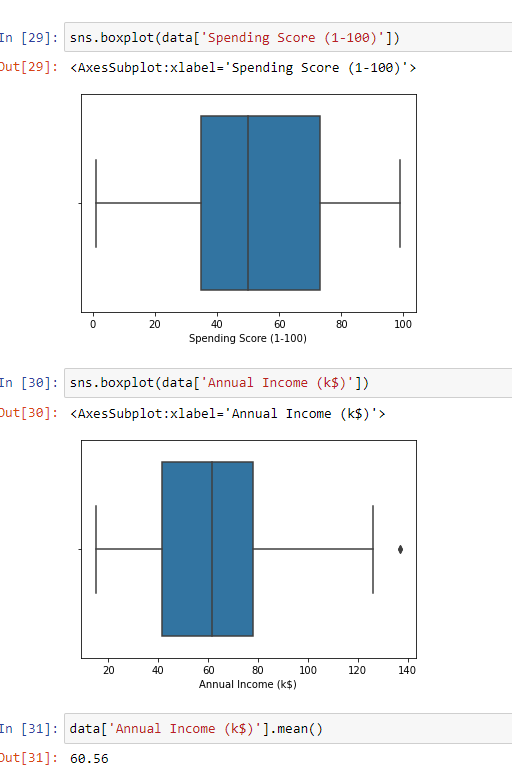 In [29]: sns.boxplot(data['Spending Score (1-100)'])
Out[29]: <AxesSubplot:xlabel='Spending Score (1-100)'>
0 20 40 60 80 100
Spending Score (1-100)
In [30]: sns.boxplot(data['Annual Income (k$)'])
Out[30]: <AxesSubplot:xlabel='Annual Income (k$)'>
20 40 60 80 100 120 140
Annual Income (k$)
In [31]: data['Annual Income (k$)'].mean()
Out[31]: 60.56